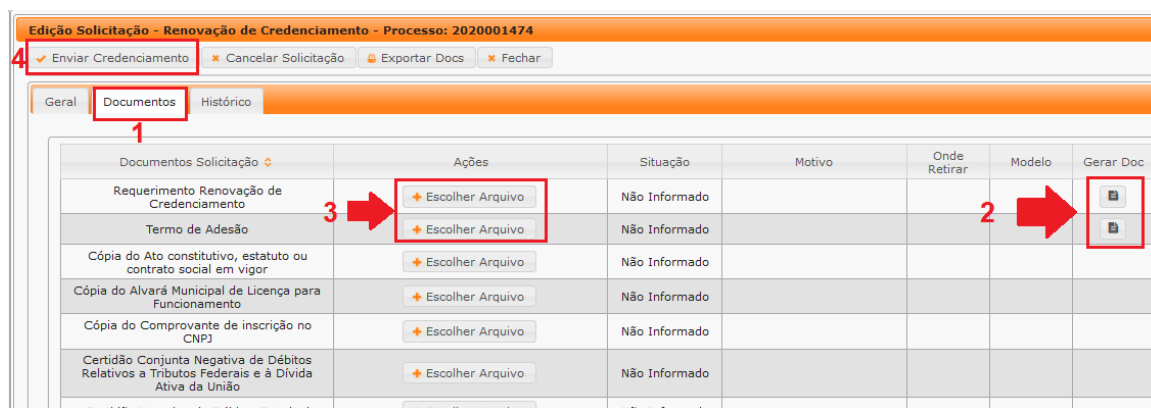 Edição Solicitação - Renovação de Credenciamento - Processo: 2020001474
4 Enviar Credenciamento Cancelar Solicitação Exportar Docs Fechar
Geral Documentos Histórico
1
Documentos Solicitação Ações Situação Motivo Onde Retirar Modelo Gerar Doc
Requerimento Renovação de
Credenciamento
Escolher Arquivo Não Informado
3
2
Termo de Adesão Escolher Arquivo Não Informado
Cópia do Ato constitutivo, estatuto ou
contrato social em vigor
Escolher Arquivo Não Informado
Cópia do Alvará Municipal de Licença para
Funcionamento
Escolher Arquivo Não Informado
Cópia do Comprovante de inscrição no
CNPJ
Escolher Arquivo Não Informado
Certidão Conjunta Negativa de Débitos
Relativos a Tributos Federais e à Dívida
Ativa da União
Escolher Arquivo Não Informado